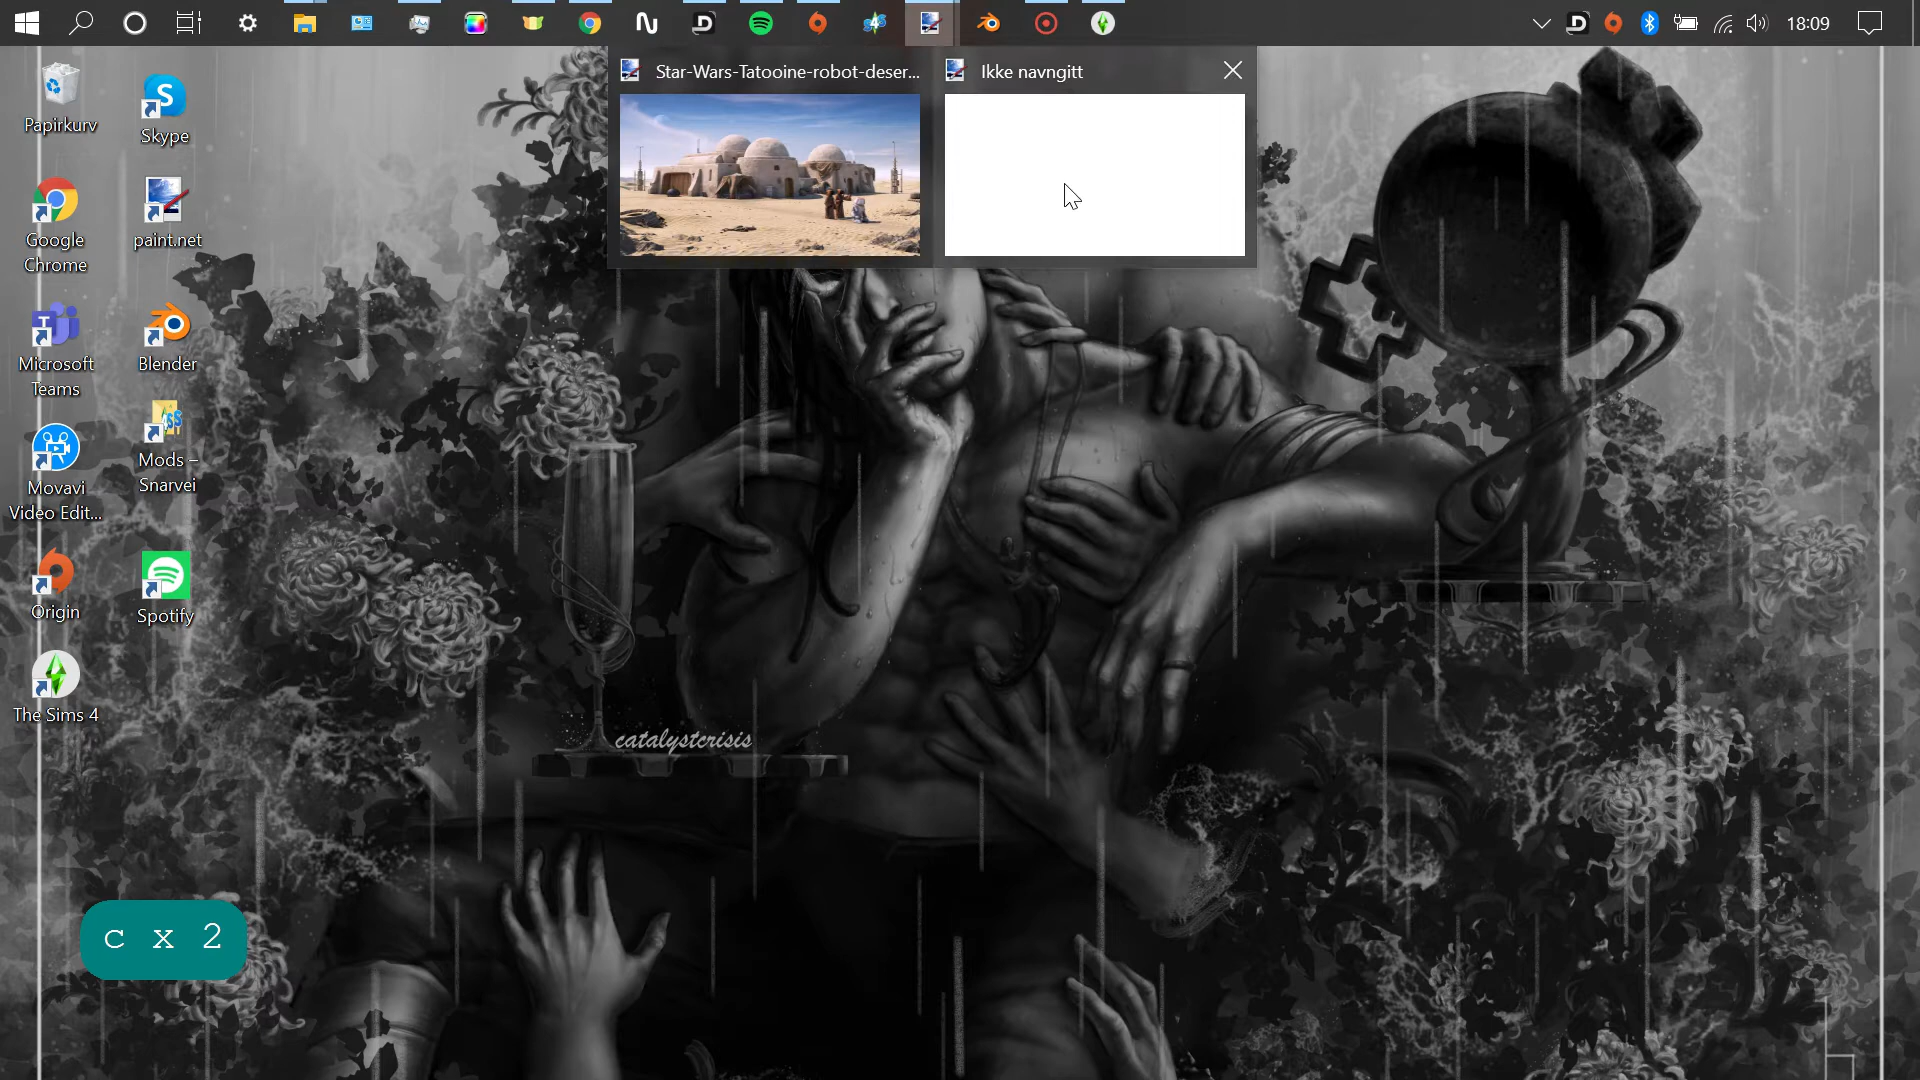 18:09
Star-Wars-Tatooine-robot-deser...
Ikke navngitt
Papirkurv
Skype
Google
Chrome
paint.net
Microsoft
Teams
Blender
Movavi
Video Edit...
Mods –
Snarvei
Origin
Spotify
The Sims 4
catalystcrisis
c x 2